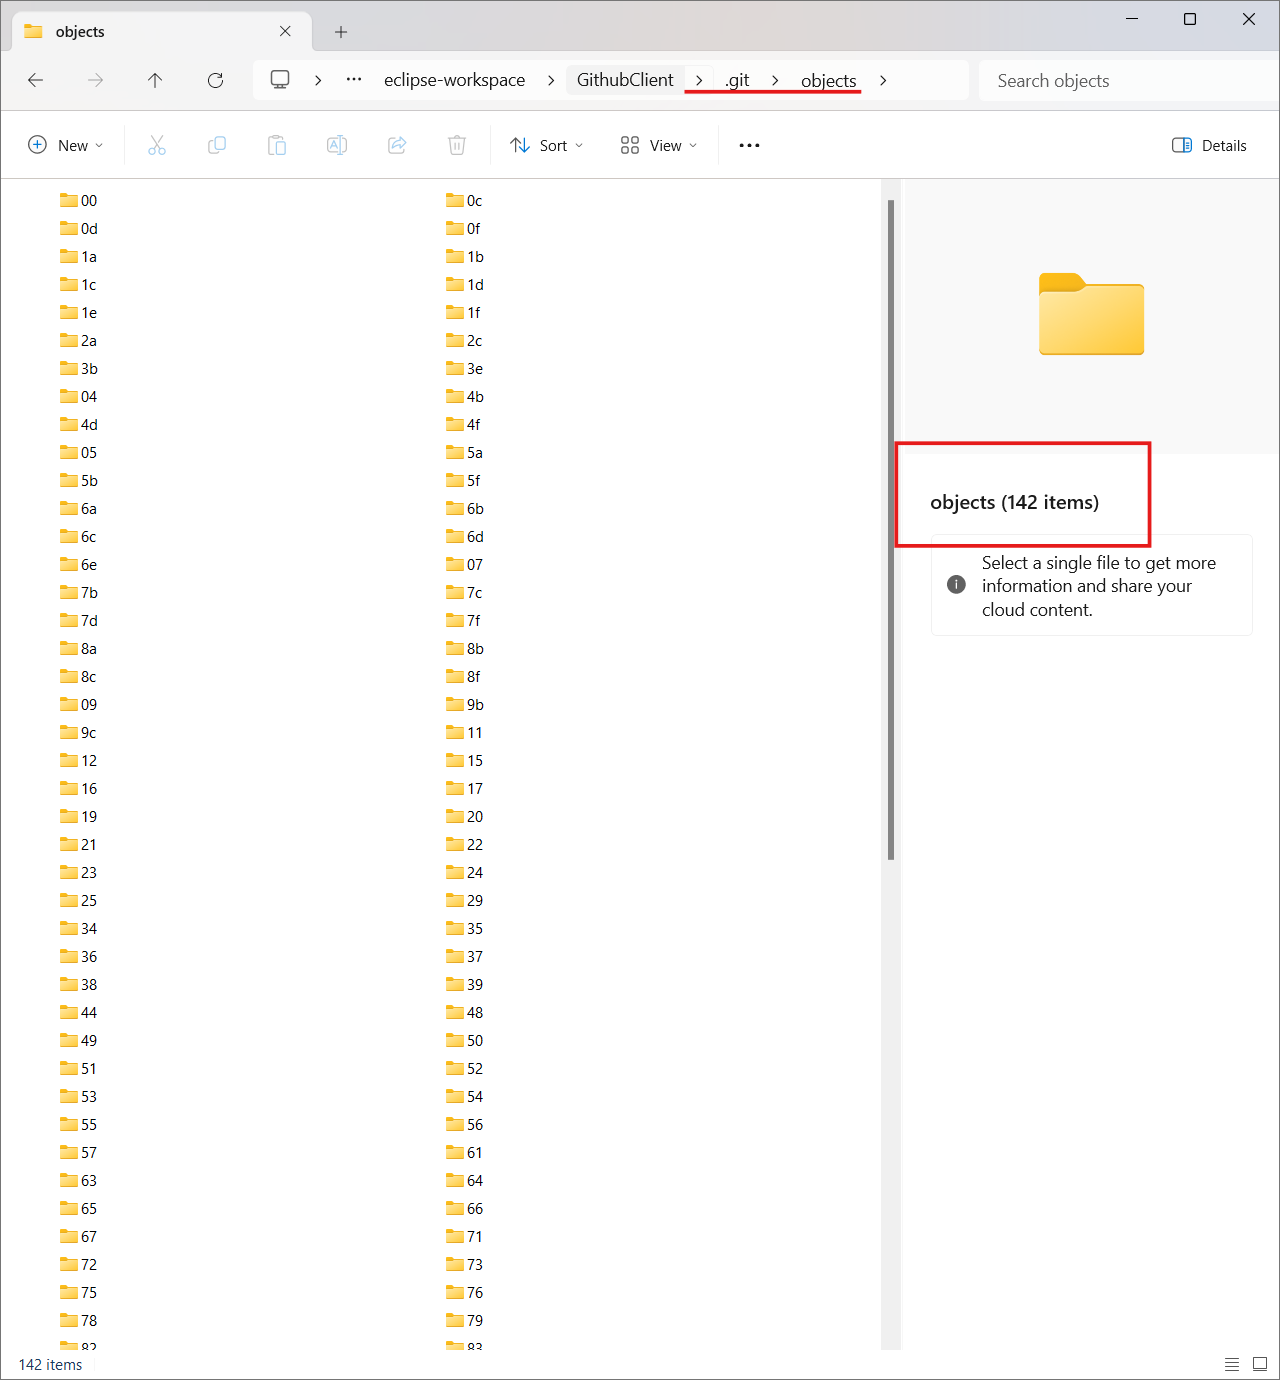 objects
eclipse-workspace GithubClient .git objects Search objects
New Sort View Details
00 0c
0d 0f
1a 1b
1c 1d
1e 1f
2a 2c
3b 3e
04 4b
4d 4f
05 5a
5b 5f
6a 6b
6c 6d
6e 07
7b 7c
7d 7f
8a 8b
8c 8f
09 9b
9c 11
12 15
16 17
19 20
21 22
23 24
25 29
34 35
36 37
38 39
44 48
49 50
51 52
53 54
55 56
57 61
63 64
65 66
67 71
72 73
75 76
78 79
82 83
objects (142 items)
Select a single file to get more
information and share your
cloud content.
142 items